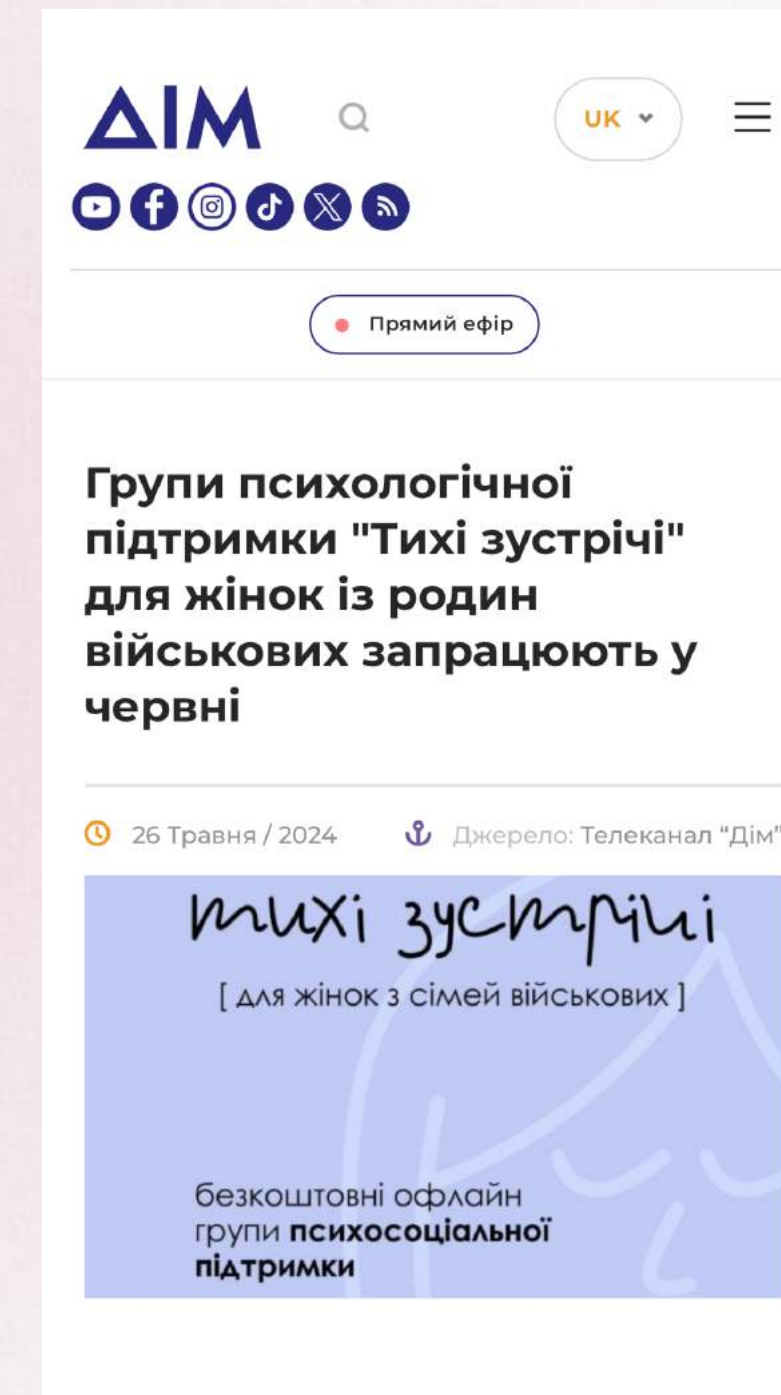 ДІМ
UK
Прямий ефір
Групи психологічної
підтримки "Тихі зустрічі"
для жінок із родин
військових запрацюють у
червні
26 Травня / 2024 Джерело: Телеканал “Дім”
тихі зустрічі
[ для жінок з сімей військових ]
безкоштовні офлайн
групи психосоціальної
підтримки